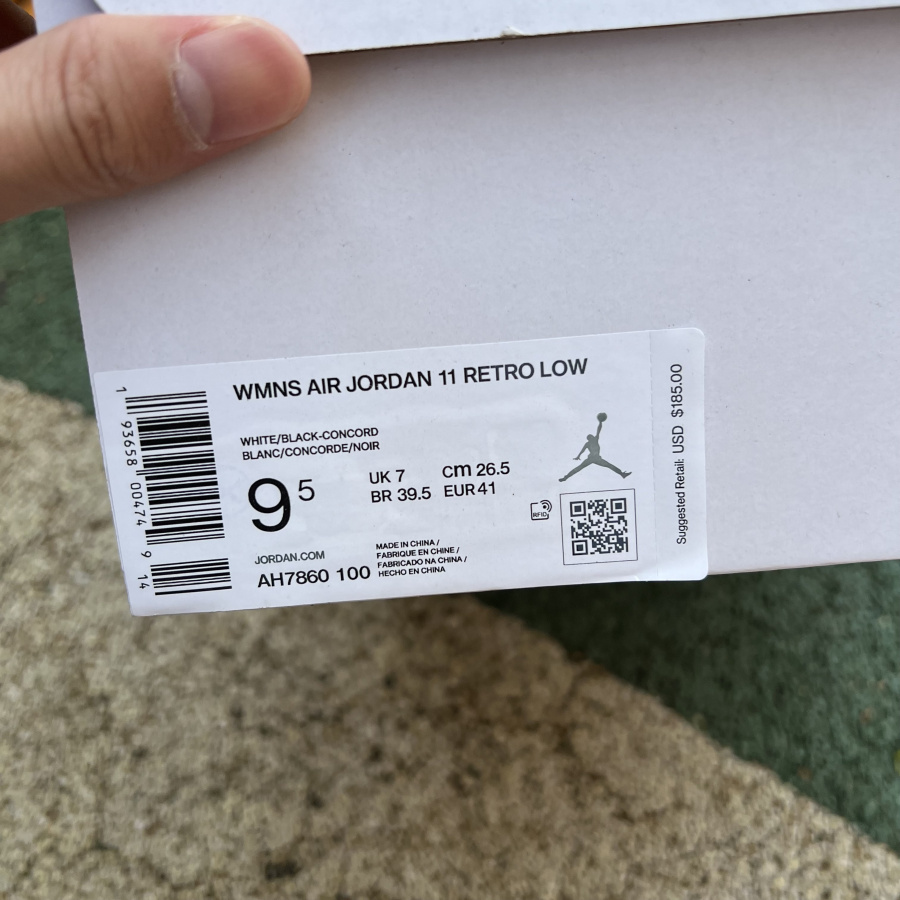 WMNS AIR JORDAN 11 RETRO LOW
WHITE/BLACK-CONCORD
BLANC/CONCORDE/NOIR
9 5
UK 7
BR 39.5
cm 26.5
EUR 41
RFID
JORDAN.COM
AH7860 100
MADE IN CHINA /
FABRIQUE EN CHINE /
FABRICADO NA CHINA /
HECHO EN CHINA
1 93658 00474 9 14
Suggested Retail: USD $185.00